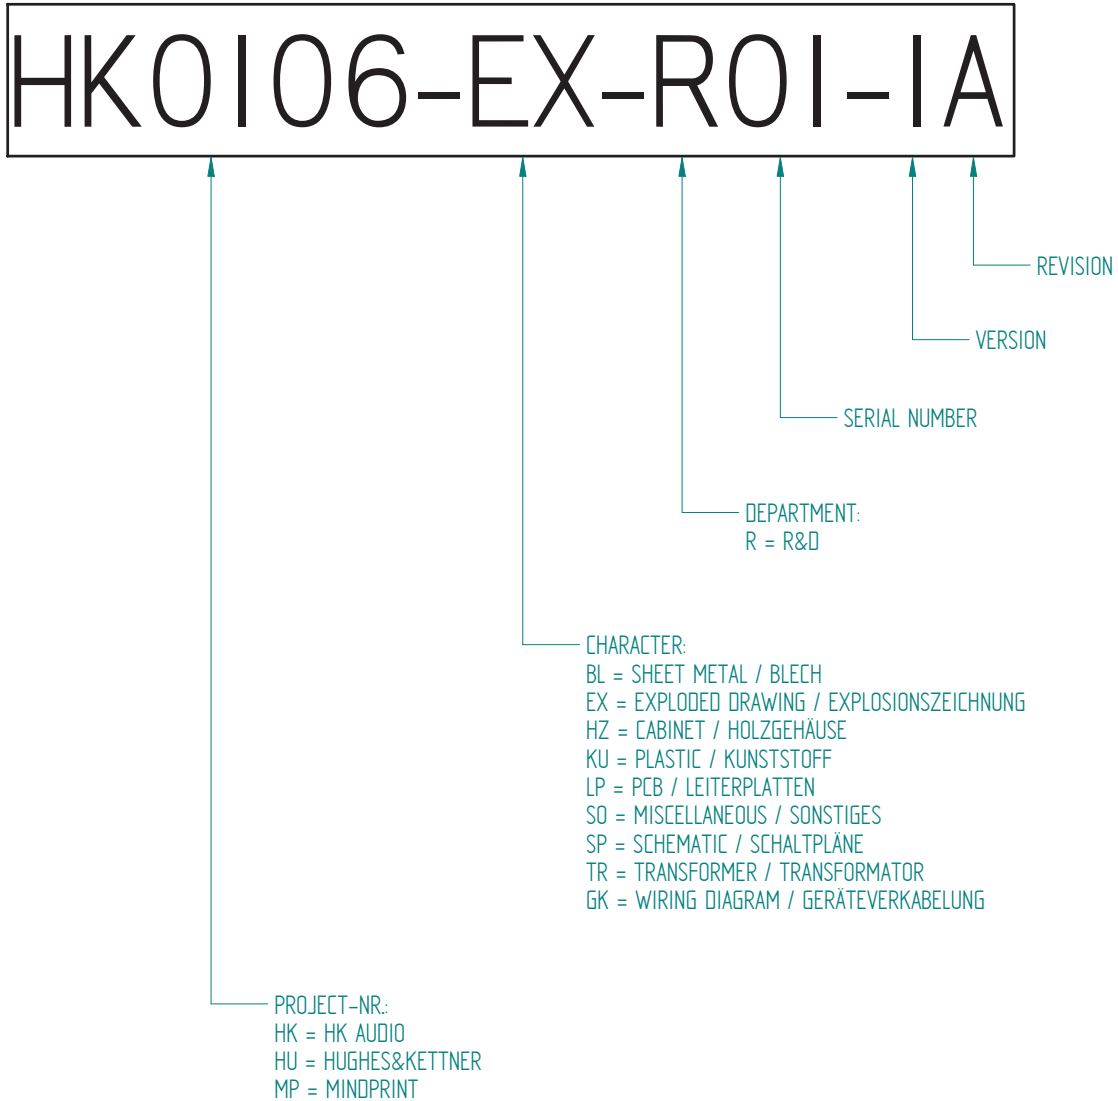 HK0106-EX-R01-1A
REVISION
VERSION
SERIAL NUMBER
DEPARTMENT:
R = R&D
CHARACTER:
BL = SHEET METAL / BLECH
EX = EXPLODED DRAWING / EXPLOSIONSZEICHNUNG
HZ = CABINET / HOLZGEHÄUSE
KU = PLASTIC / KUNSTSTOFF
LP = PCB / LEITERPLATTEN
SO = MISCELLANEOUS / SONSTIGES
SP = SCHEMATIC / SCHALTPLÄNE
TR = TRANSFORMER / TRANSFORMATOR
GK = WIRING DIAGRAM / GERÄTEVERKABELUNG
PROJECT-NR.:
HK = HK AUDIO
HU = HUGHES&KETTNER
MP = MINDPRINT